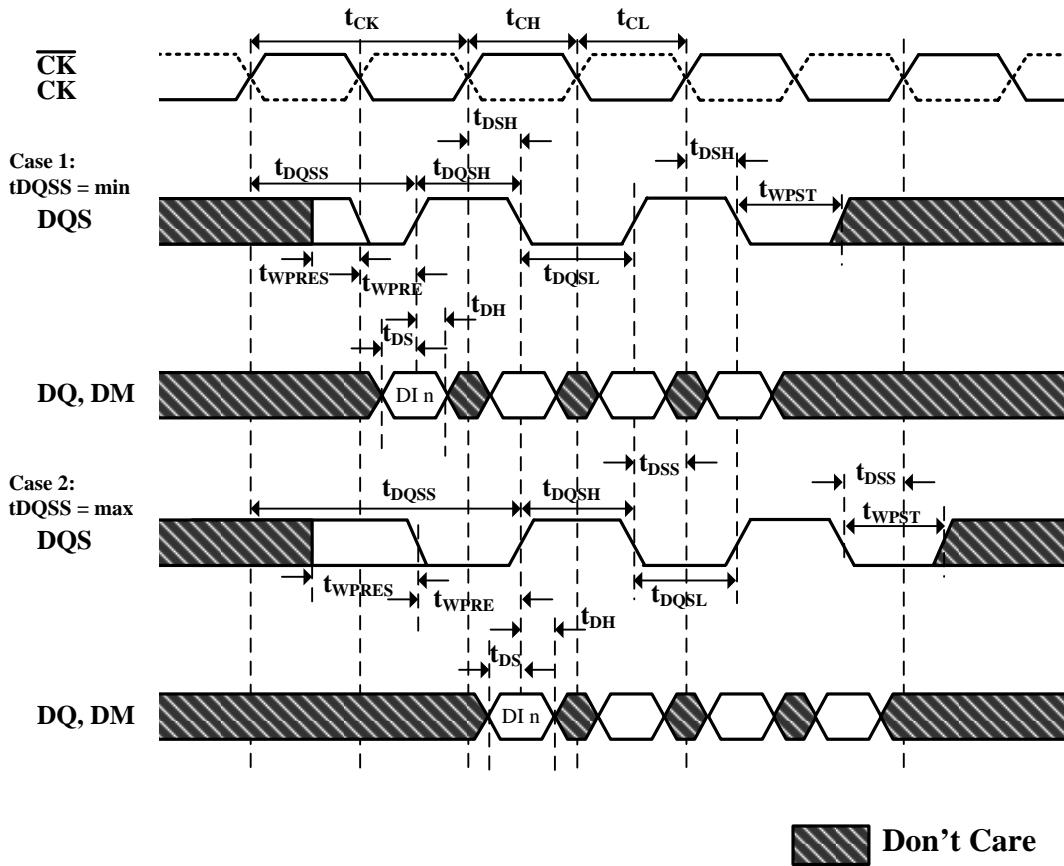 tCK tCH tCL
CK
CK
tDSH
tDSH
Case 1:
tDQSS = min
tDQSS tDQSH
tWPST
DQS
tWPRES tWPRE
tDQSL
tDH
tDS
DQ, DM DI n
tDSS
tDSS
Case 2:
tDQSS = max
tDQSS tDQSH
tWPST
DQS
tWPRES tWPRE
tDQSL
tDH
tDS
DQ, DM DI n
Don't Care